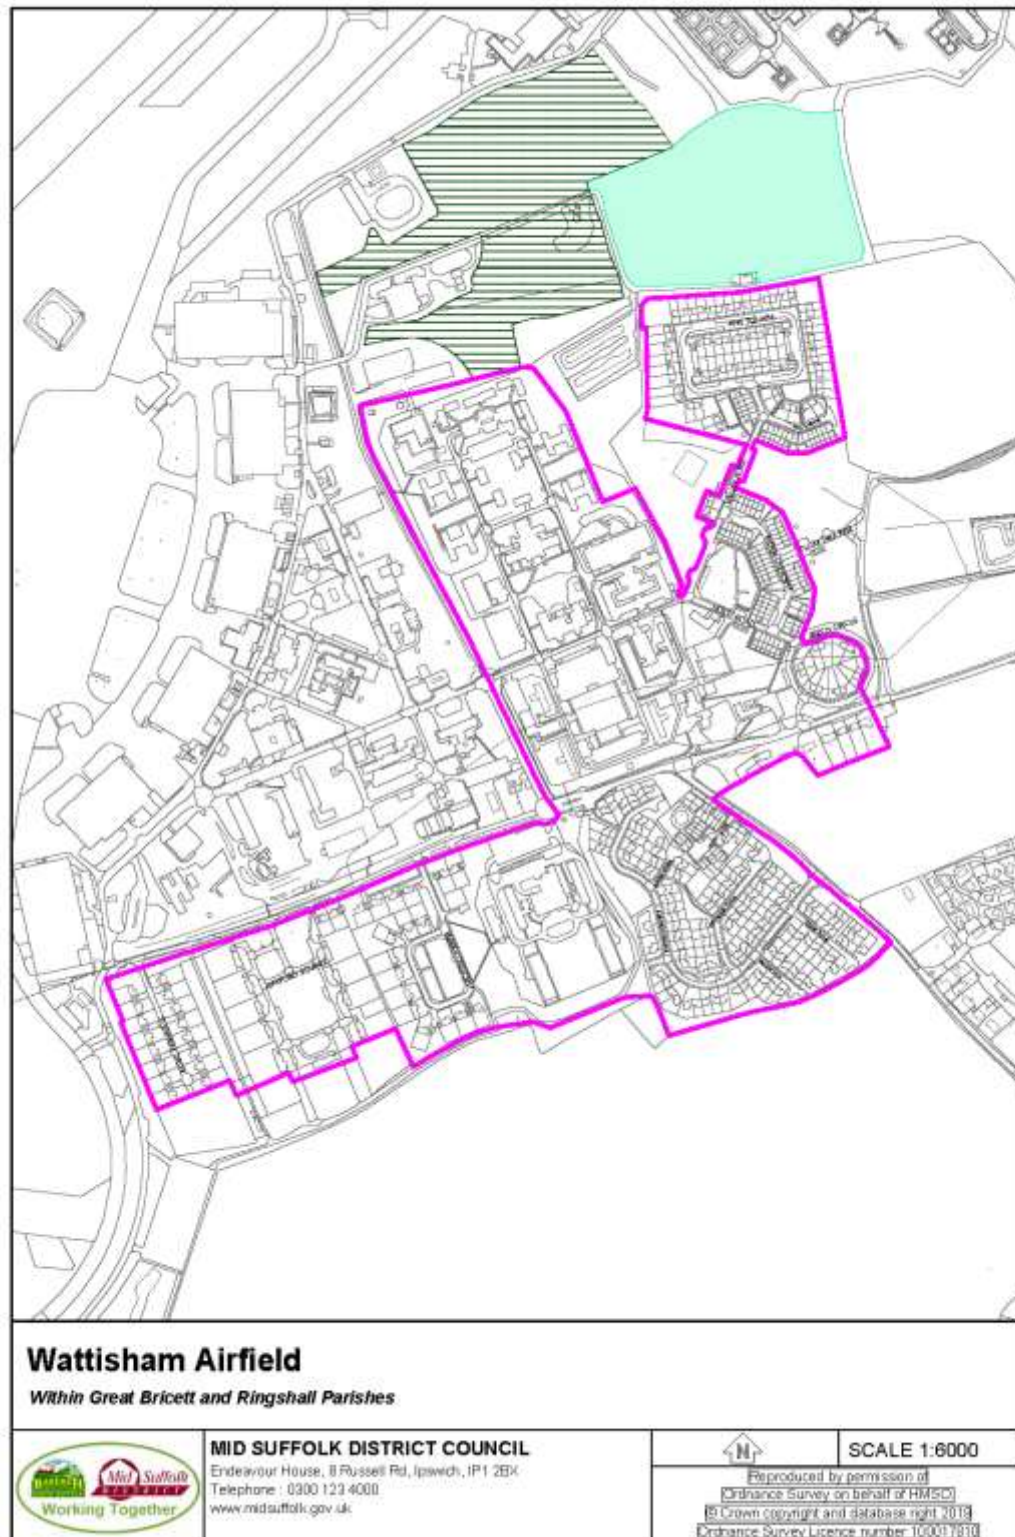 Wattisham Airfield
Within Great Bricett and Ringshall Parishes
Mid Suffolk
DISTRICT
Working Together
MID SUFFOLK DISTRICT COUNCIL
Endeavour House, 8 Russell Rd, Ipswich, IP1 2BX
Telephone : 0300 123 4000
www.midsuffolk.gov.uk
N
SCALE 1:6000
Reproduced by permission of
Ordnance Survey on behalf of HMSO
© Crown copyright and database right 2019
Ordnance Survey Licence number 100017810